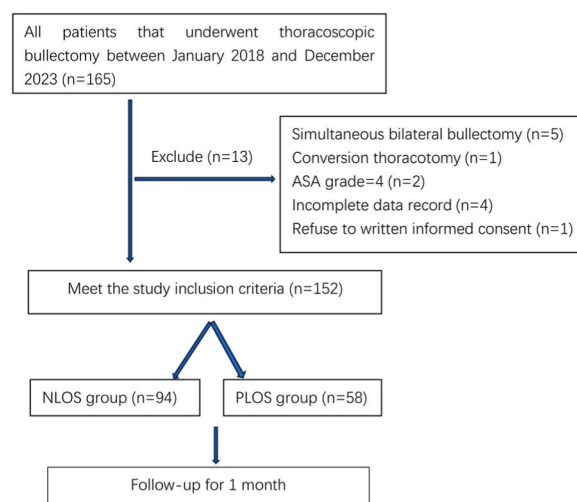 All patients that underwent thoracoscopic
bullectomy between January 2018 and December
2023 (n=165)
Exclude (n=13)
Simultaneous bilateral bullectomy (n=5)
Conversion thoracotomy (n=1)
ASA grade=4 (n=2)
Incomplete data record (n=4)
Refuse to written informed consent (n=1)
Meet the study inclusion criteria (n=152)
NLOS group (n=94)
PLOS group (n=58)
Follow-up for 1 month